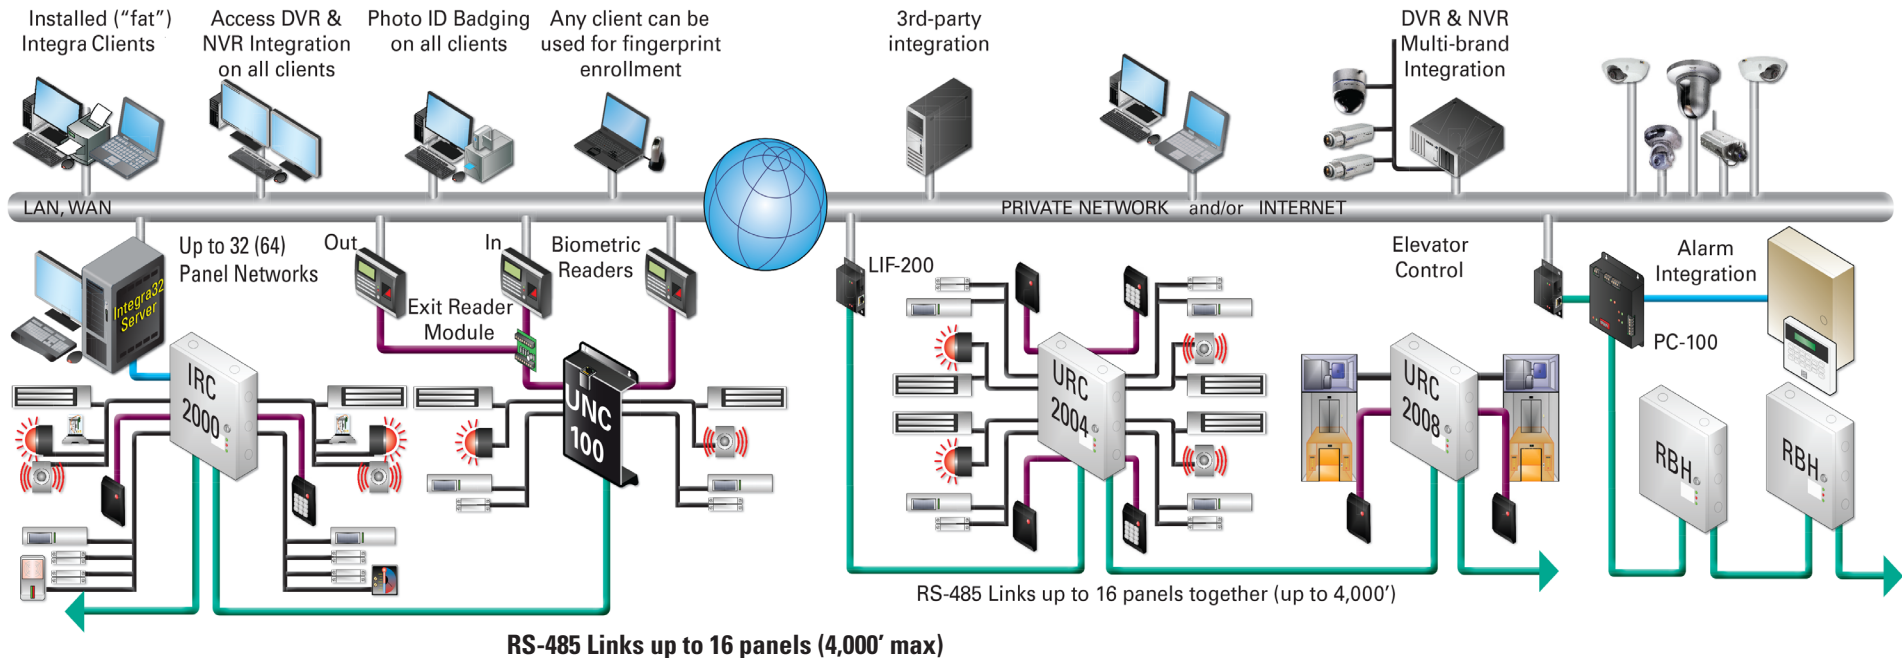 Installed (“fat”)
Integra Clients
Access DVR &
NVR Integration
on all clients
Photo ID Badging
on all clients
Any client can be
used for fingerprint
enrollment
3rd-party
integration
DVR & NVR
Multi-brand
Integration
LAN, WAN
PRIVATE NETWORK and/or INTERNET
Integra32
Server
Up to 32 (64)
Panel Networks
Out
In
Biometric
Readers
Exit Reader
Module
LIF-200
Elevator
Control
Alarm
Integration
PC-100
IRC
2000
UNC
100
URC
2004
URC
2008
RBH
RBH
RS-485 Links up to 16 panels together (up to 4,000’)
RS-485 Links up to 16 panels (4,000’ max)